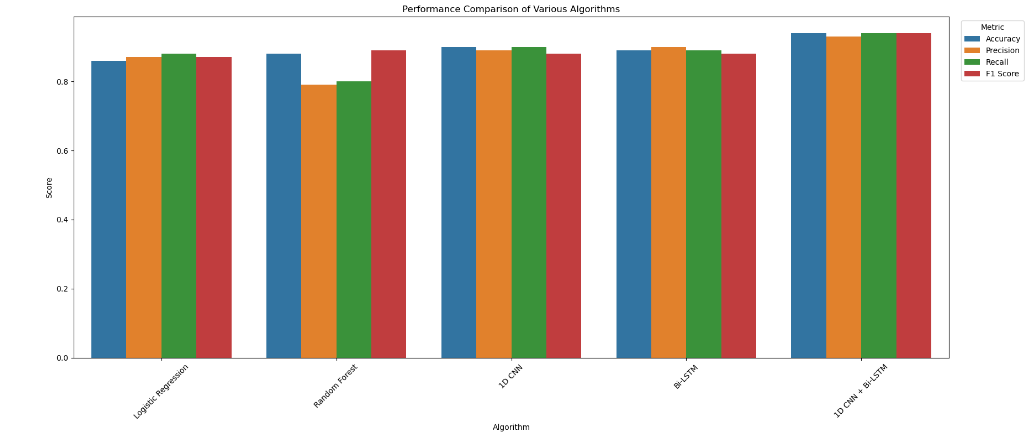 Performance Comparison of Various Algorithms
Metric
Accuracy
Precision
Recall
F1 Score
Score
0.8
0.6
0.4
0.2
0.0
Logistic Regression
Random Forest
1D CNN
Bi-LSTM
1D CNN + Bi-LSTM
Algorithm